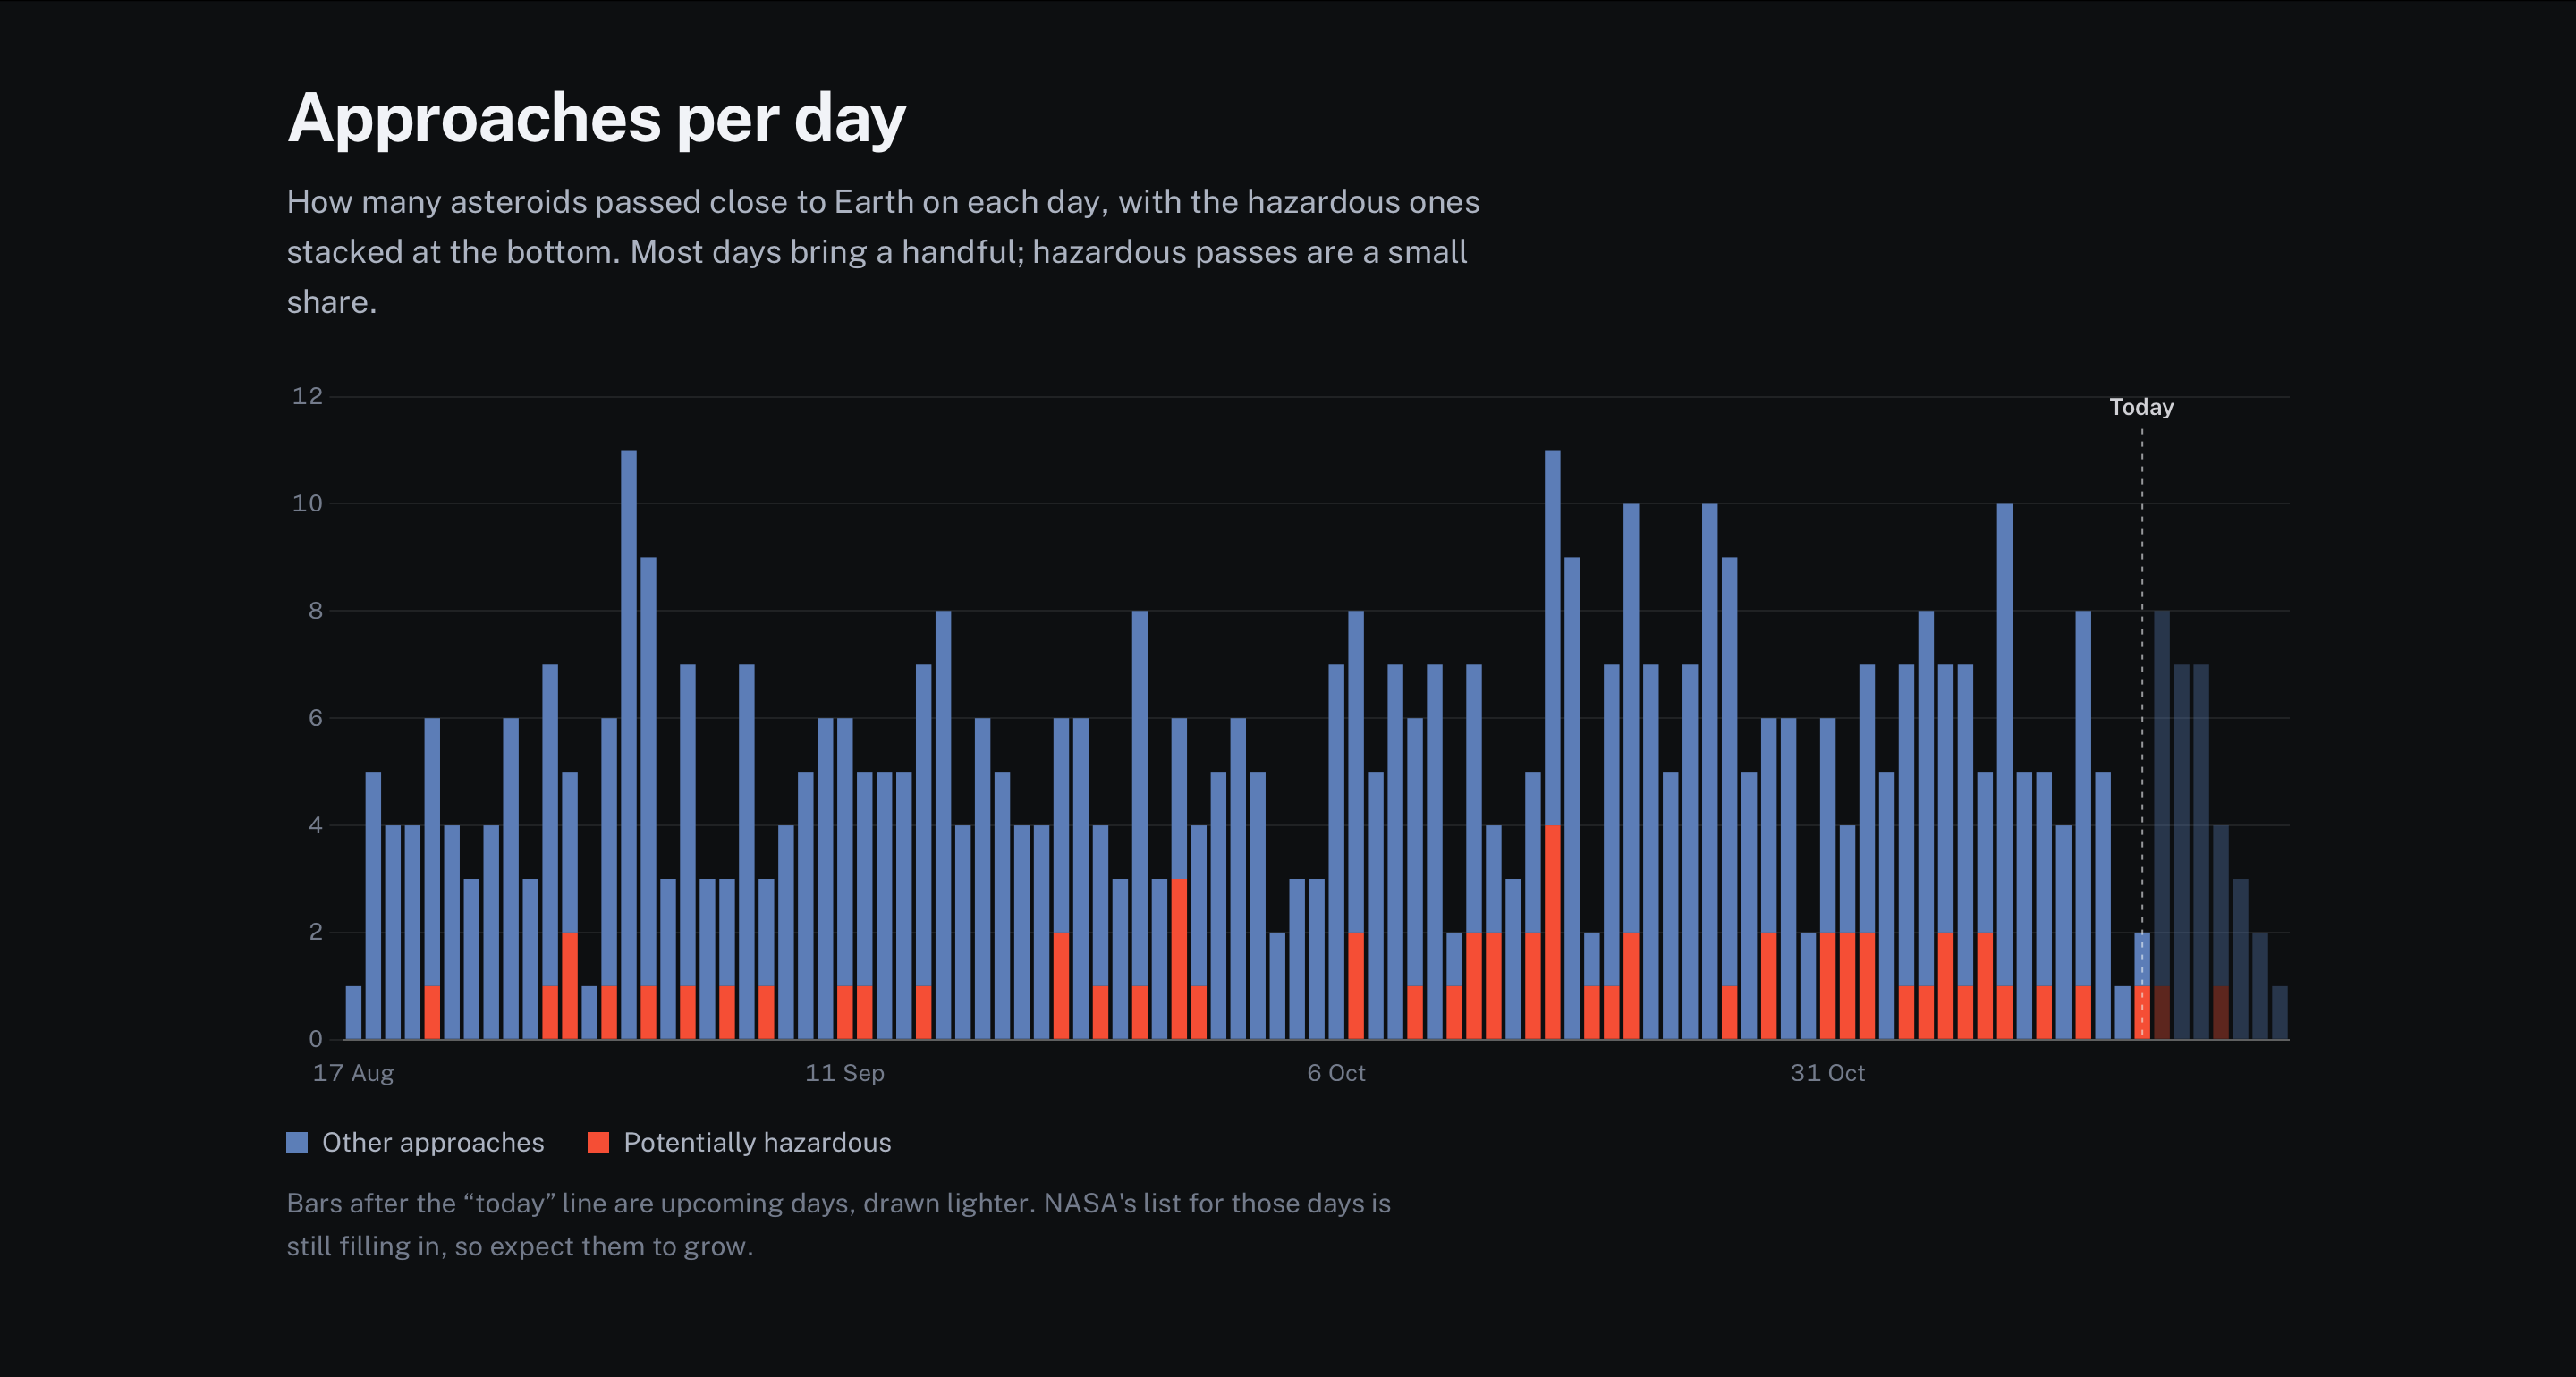 Approaches per day
How many asteroids passed close to Earth on each day, with the hazardous ones
stacked at the bottom. Most days bring a handful; hazardous passes are a small
share.
12
Today
10
8
6
4
2
0
17 Aug 11 Sep 6 Oct 31 Oct
Other approaches Potentially hazardous
Bars after the “today” line are upcoming days, drawn lighter. NASA's list for those days is
still filling in, so expect them to grow.